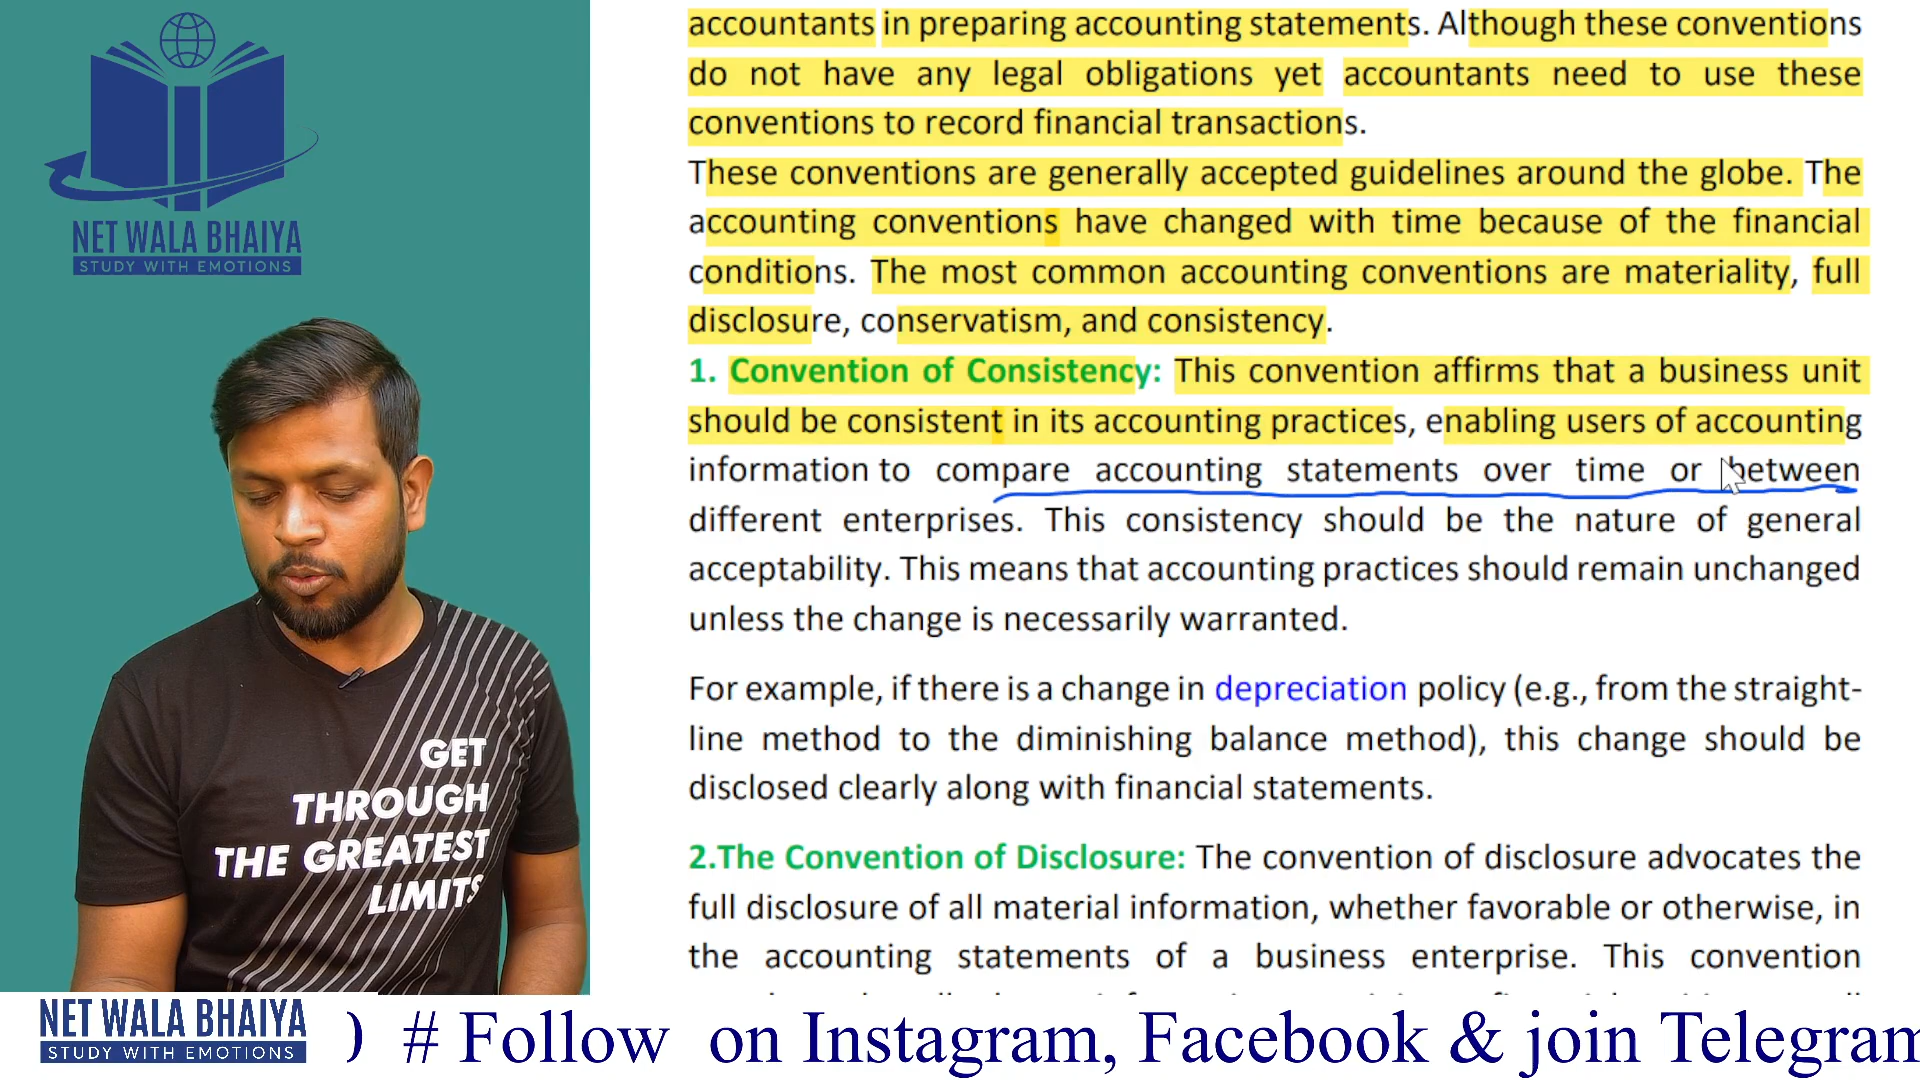 NET WALA BHAIYA
STUDY WITH EMOTIONS
GET
THROUGH
THE GREATEST
LIMITS
accountants in preparing accounting statements. Although these conventions
do not have any legal obligations yet accountants need to use these
conventions to record financial transactions.
These conventions are generally accepted guidelines around the globe. The
accounting conventions have changed with time because of the financial
conditions. The most common accounting conventions are materiality, full
disclosure, conservatism, and consistency.
1. Convention of Consistency: This convention affirms that a business unit
should be consistent in its accounting practices, enabling users of accounting
information to compare accounting statements over time or between
different enterprises. This consistency should be the nature of general
acceptability. This means that accounting practices should remain unchanged
unless the change is necessarily warranted.
For example, if there is a change in depreciation policy (e.g., from the straight-
line method to the diminishing balance method), this change should be
disclosed clearly along with financial statements.
2.The Convention of Disclosure: The convention of disclosure advocates the
full disclosure of all material information, whether favorable or otherwise, in
the accounting statements of a business enterprise. This convention
NET WALA BHAIYA
STUDY WITH EMOTIONS
) # Follow on Instagram, Facebook & join Telegram